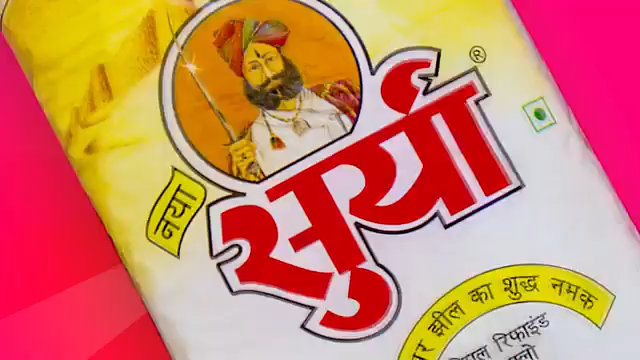 नया
सुर्या
®
र झील का शुद्ध नमक
रिफाइंड